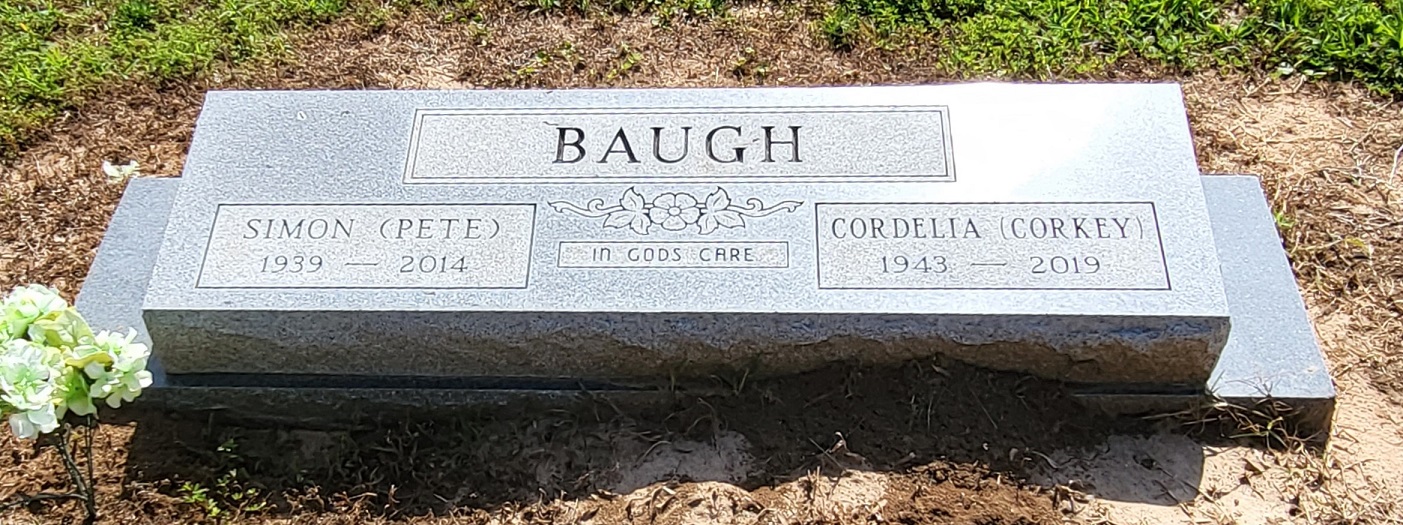 BAUGH
SIMON (PETE)
1939 — 2014
IN GODS CARE
CORDELIA (CORKEY)
1943 — 2019